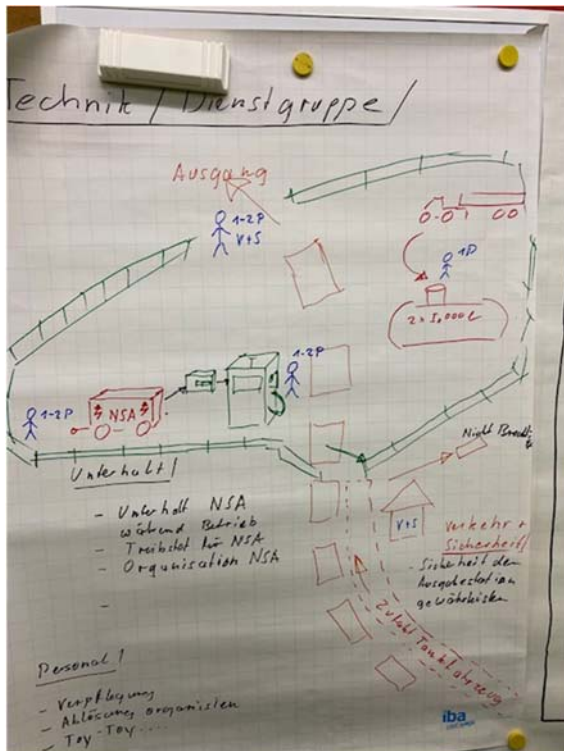 Technik / Dienstgruppe /
Ausgang
1-2P
V+S
1P
2 x 5,000 l
1-2P
1-2P
NSA
Unterhalt /
- Unterhalt NSA
während Betrieb
- Treibstof für NSA
- Organisation NSA
-
Nicht
V+S
Verkehr +
Sicherheit /
- Sicherheit der
Ausgabestation
gewährleisten
Zufahrt Tankfahrzeug
Personal /
- Verpflegung
- Ablösung organisieren
- Toy-Toy....
iba